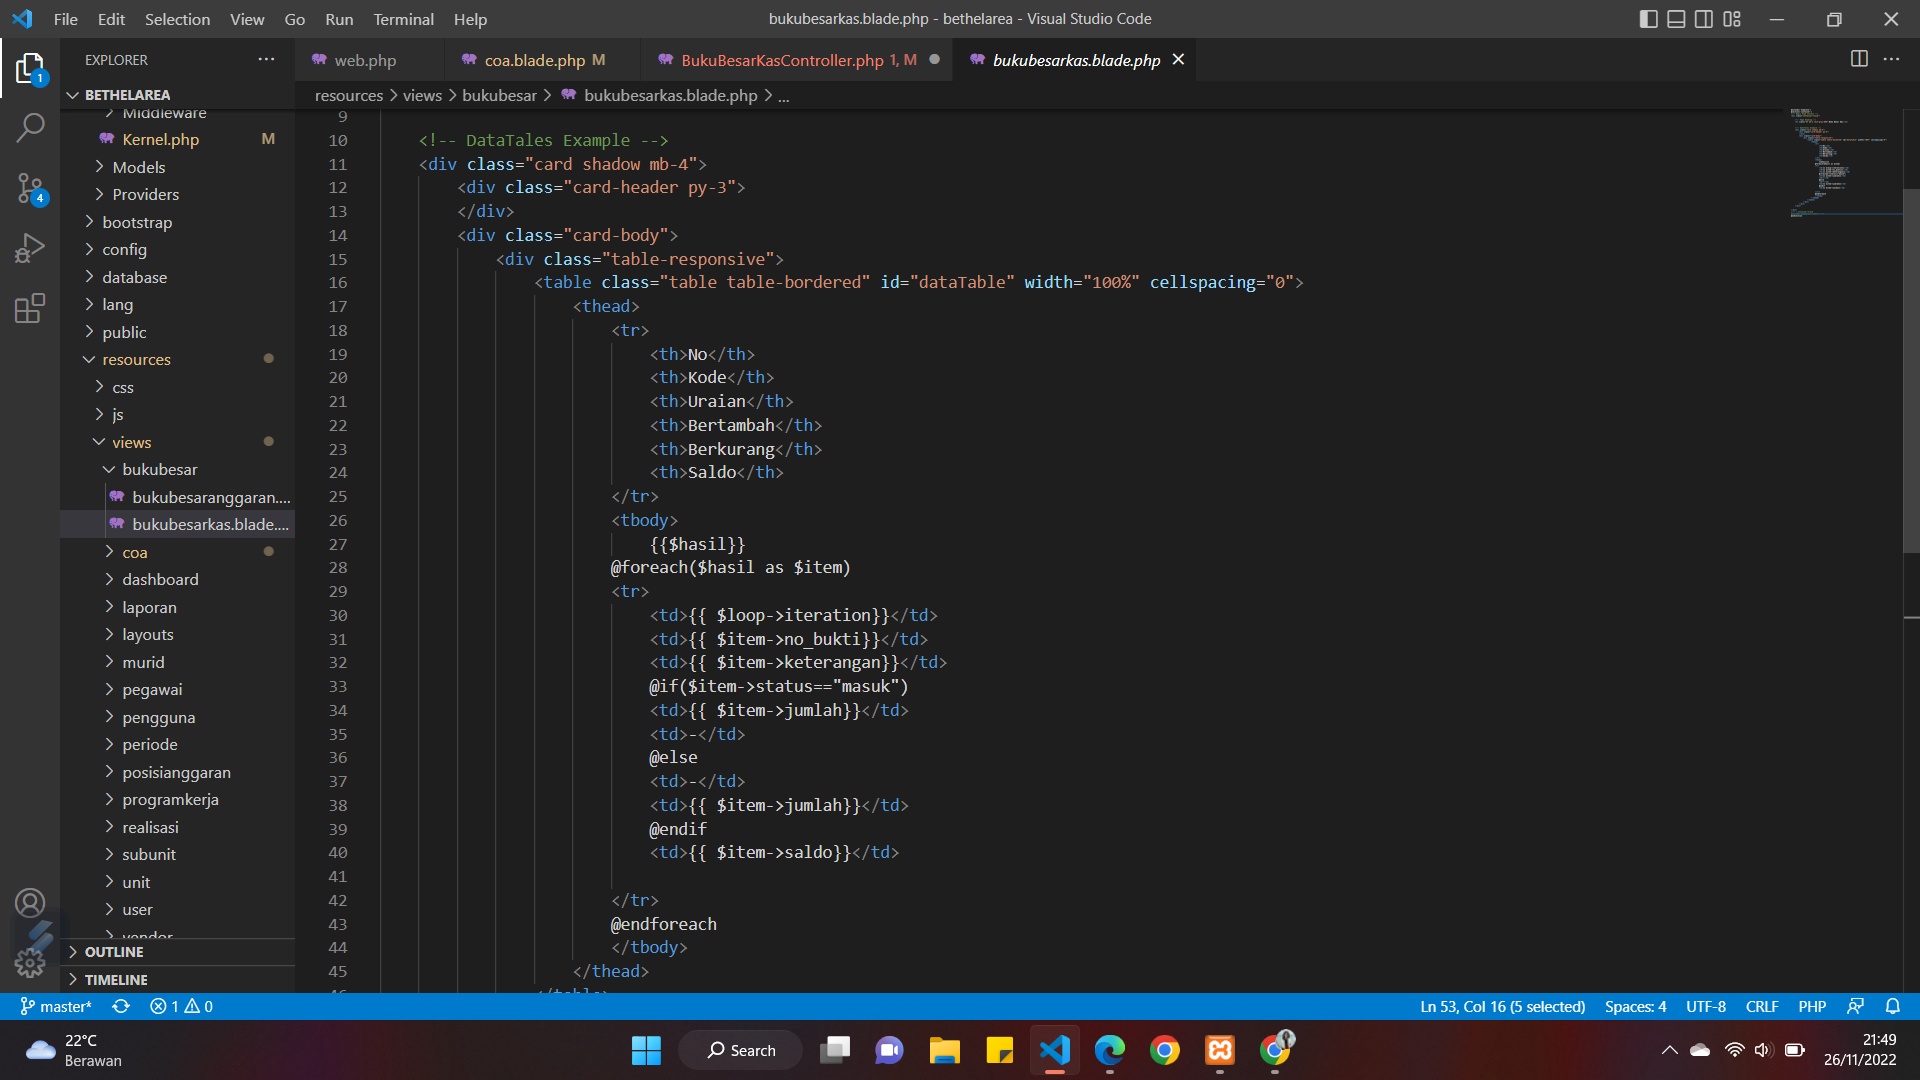 File Edit Selection View Go Run Terminal Help
bukubesarkas.blade.php - bethelarea - Visual Studio Code
EXPLORER
web.php
coa.blade.php M
BukuBesarKasController.php 1, M
bukubesarkas.blade.php
resources > views > bukubesar > bukubesarkas.blade.php > ...
BETHELAREA
Middleware
Kernel.php M
Models
Providers
bootstrap
config
database
lang
public
resources
css
js
views
bukubesar
bukubesaranggaran....
bukubesarkas.blade....
coa
dashboard
laporan
layouts
murid
pegawai
pengguna
periode
posisianggaran
programkerja
realisasi
subunit
unit
user
vendor
OUTLINE
TIMELINE
1
4
9
10 <!-- DataTales Example -->
11 <div class="card shadow mb-4">
12 <div class="card-header py-3">
13 </div>
14 <div class="card-body">
15 <div class="table-responsive">
16 <table class="table table-bordered" id="dataTable" width="100%" cellspacing="0">
17 <thead>
18 <tr>
19 <th>No</th>
20 <th>Kode</th>
21 <th>Uraian</th>
22 <th>Bertambah</th>
23 <th>Berkurang</th>
24 <th>Saldo</th>
25 </tr>
26 <tbody>
27 {{$hasil}}
28 @foreach($hasil as $item)
29 <tr>
30 <td>{{ $loop->iteration}}</td>
31 <td>{{ $item->no_bukti}}</td>
32 <td>{{ $item->keterangan}}</td>
33 @if($item->status=="masuk")
34 <td>{{ $item->jumlah}}</td>
35 <td>-</td>
36 @else
37 <td>-</td>
38 <td>{{ $item->jumlah}}</td>
39 @endif
40 <td>{{ $item->saldo}}</td>
41
42 </tr>
43 @endforeach
44 </tbody>
45 </thead>
46 </table>
master* 1 0
Ln 53, Col 16 (5 selected) Spaces: 4 UTF-8 CRLF PHP
22°C
Berawan
Search
21:49
26/11/2022